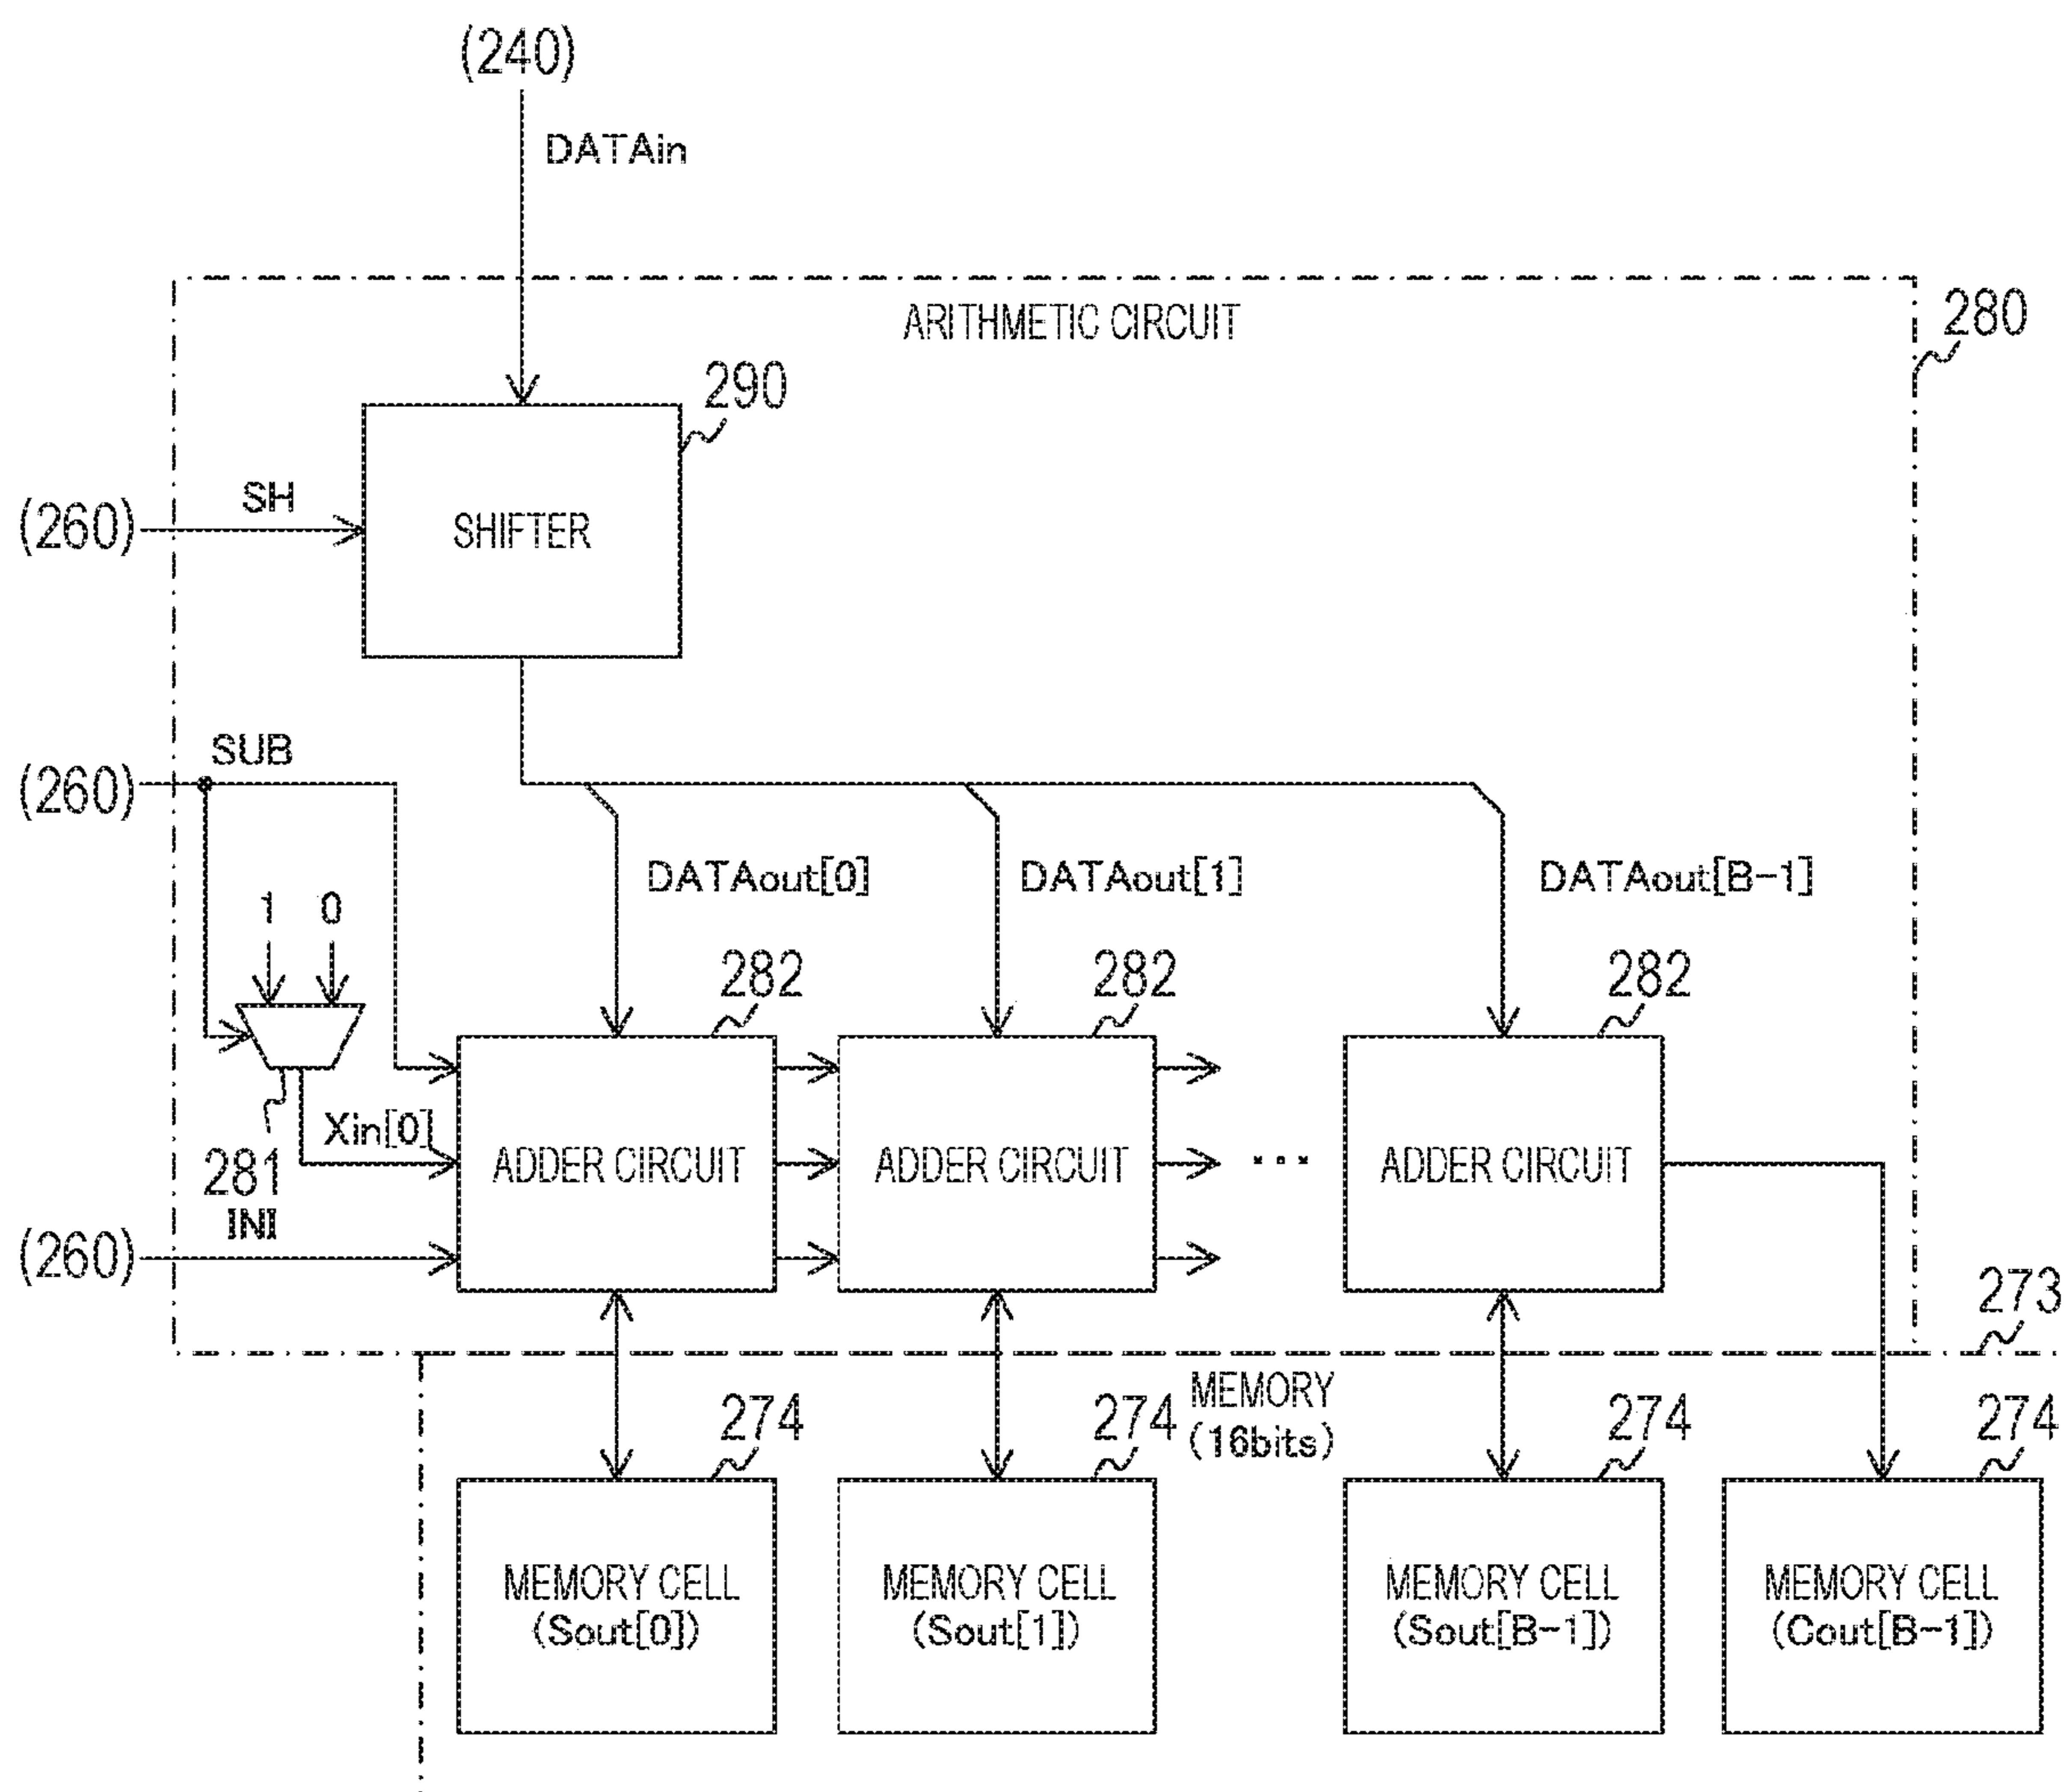 (240)
DATAin
ARITHMETIC CIRCUIT
280
290
SH
(260)
SHIFTER
SUB
(260)
DATAout[0]
DATAout[1]
DATAout[B-1]
1 0
282
282
282
Xin[0]
ADDER CIRCUIT
ADDER CIRCUIT
...
ADDER CIRCUIT
281
INI
(260)
273
MEMORY
(16bits)
274
274
274
274
MEMORY CELL
(Sout[0])
MEMORY CELL
(Sout[1])
MEMORY CELL
(Sout[B-1])
MEMORY CELL
(Cout[B-1])